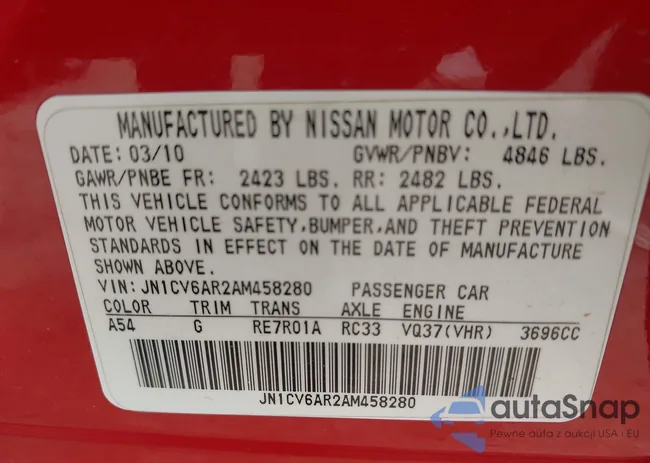 MANUFACTURED BY NISSAN MOTOR CO.,LTD.
DATE: 03/10 GVWR/PNBV: 4846 LBS.
GAWR/PNBE FR: 2423 LBS. RR: 2482 LBS.
THIS VEHICLE CONFORMS TO ALL APPLICABLE FEDERAL
MOTOR VEHICLE SAFETY,BUMPER,AND THEFT PREVENTION
STANDARDS IN EFFECT ON THE DATE OF MANUFACTURE
SHOWN ABOVE.
VIN: JN1CV6AR2AM458280 PASSENGER CAR
COLOR TRIM TRANS AXLE ENGINE
A54 G RE7R01A RC33 VQ37(VHR) 3696CC
JN1CV6AR2AM458280
autaSnap
Pewne auta z aukcji USA i EU